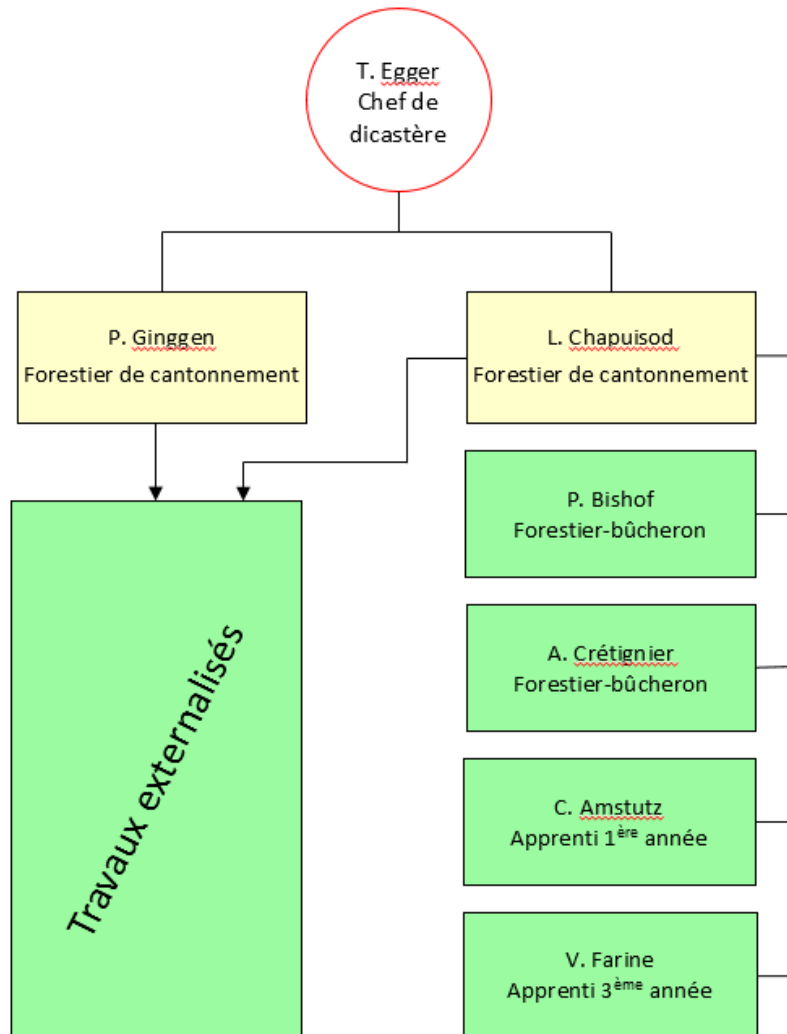 T. Egger
Chef de
dicastère
P. Ginggen
Forestier de cantonnement
L. Chapuisod
Forestier de cantonnement
Travaux externalisés
P. Bishof
Forestier-bûcheron
A. Crétignier
Forestier-bûcheron
C. Amstutz
Apprenti 1ère année
V. Farine
Apprenti 3ème année